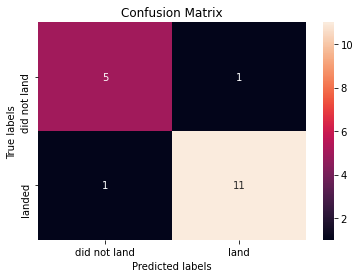 Confusion Matrix
True labels
did not land
landed
5
1
1
11
did not land
land
Predicted labels
10
8
6
4
2